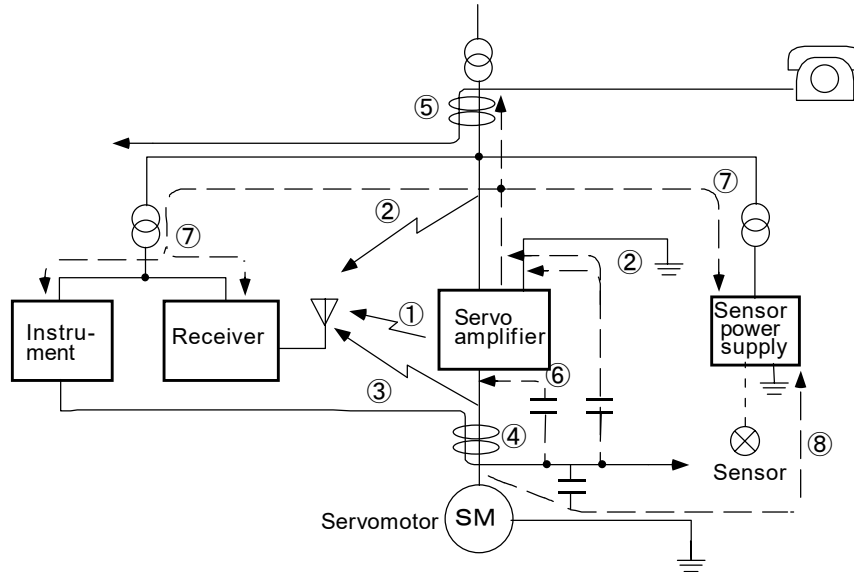 ⑤
②
⑦
⑦
②
①
Instru-
ment
Receiver
Servo
amplifier
Sensor
power
supply
③
⑥
④
⑧
Sensor
Servomotor
SM